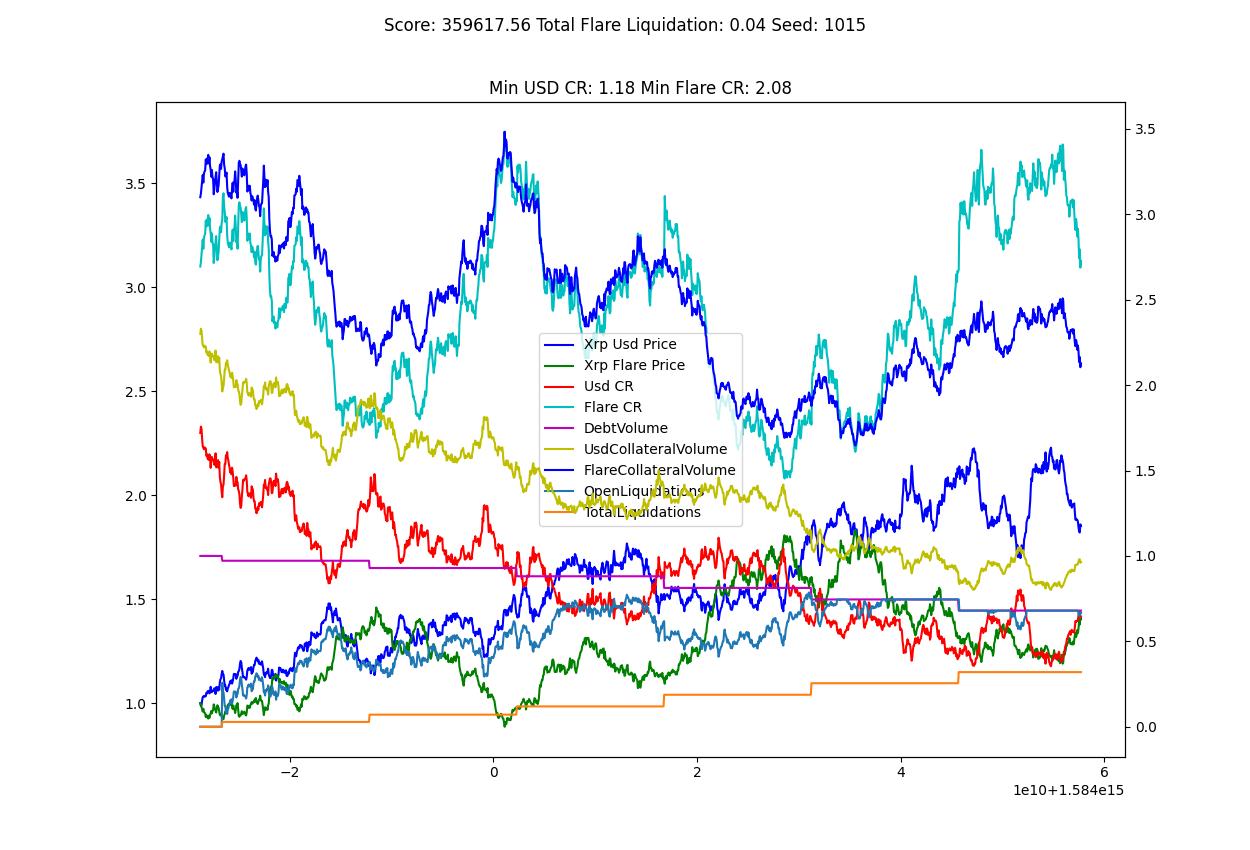 Score: 359617.56 Total Flare Liquidation: 0.04 Seed: 1015
Min USD CR: 1.18 Min Flare CR: 2.08
3.5
3.0
2.5
2.0
1.5
1.0
3.5
3.0
2.5
2.0
1.5
1.0
0.5
0.0
Xrp Usd Price
Xrp Flare Price
Usd CR
Flare CR
DebtVolume
UsdCollateralVolume
FlareCollateralVolume
OpenLiquidations
TotalLiquidations
−2 0 2 4 6
1e10+1.584e15